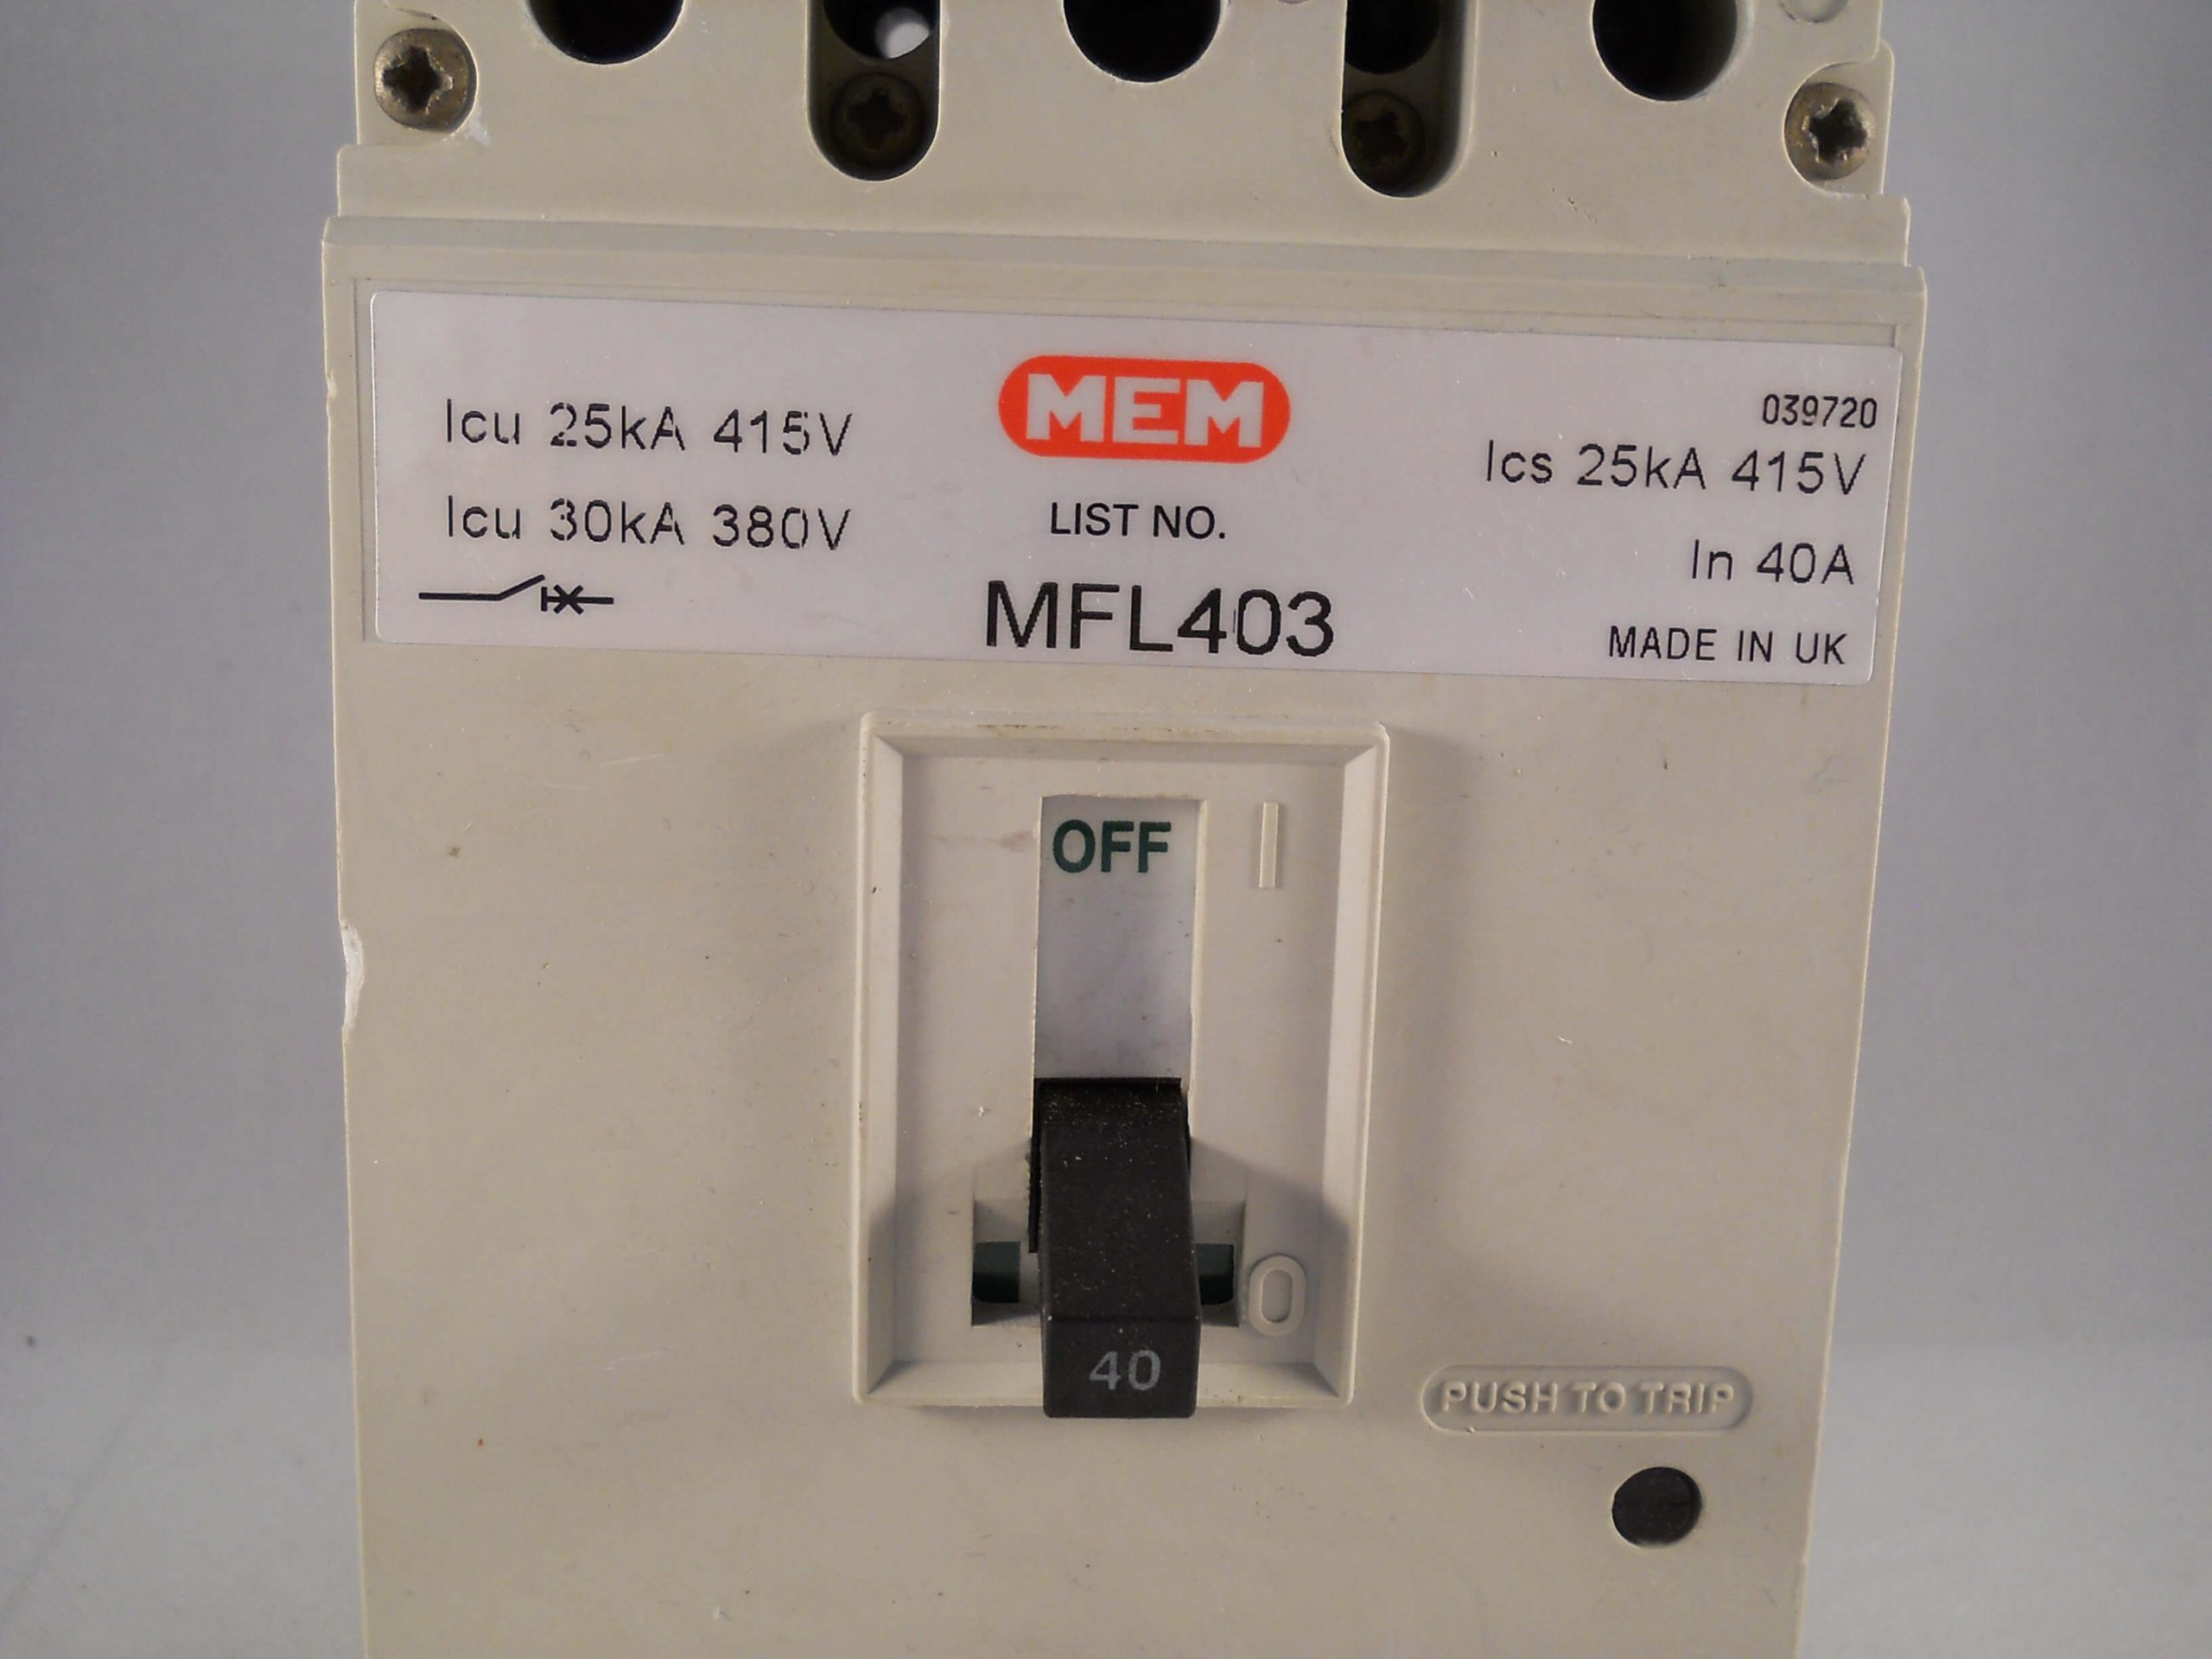 Icu 25kA 415V
Icu 30kA 380V
MEM
LIST NO.
MFL403
039720
Ics 25kA 415V
In 40A
MADE IN UK
OFF
I
O
40
PUSH TO TRIP